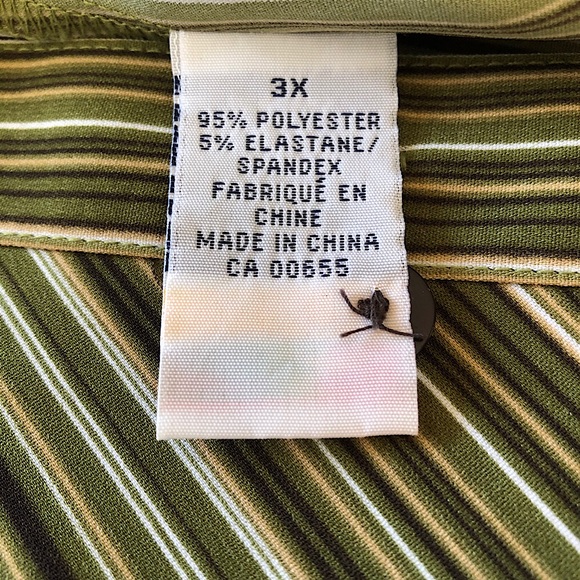 3X
95% POLYESTER
5% ELASTANE/
SPANDEX
FABRIQUÉ EN
CHINE
MADE IN CHINA
CA 00655